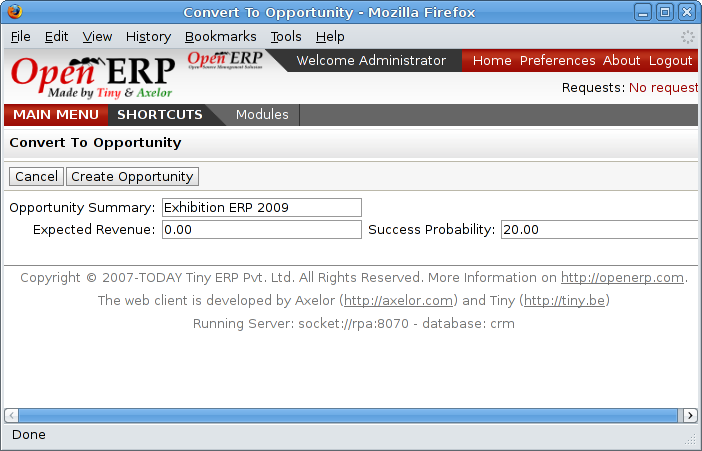 Convert To Opportunity - Mozilla Firefox
File Edit View History Bookmarks Tools Help
Open ERP
Made by Tiny & Axelor
Open ERP
Open Source Management Solution
Welcome Administrator
Home Preferences About Logout
Requests: No request
MAIN MENU SHORTCUTS Modules
Convert To Opportunity
Cancel Create Opportunity
Opportunity Summary: Exhibition ERP 2009
Expected Revenue: 0.00 Success Probability: 20.00
Copyright © 2007-TODAY Tiny ERP Pvt. Ltd. All Rights Reserved. More Information on http://openerp.com.
The web client is developed by Axelor (http://axelor.com) and Tiny (http://tiny.be)
Running Server: socket://rpa:8070 - database: crm
Done